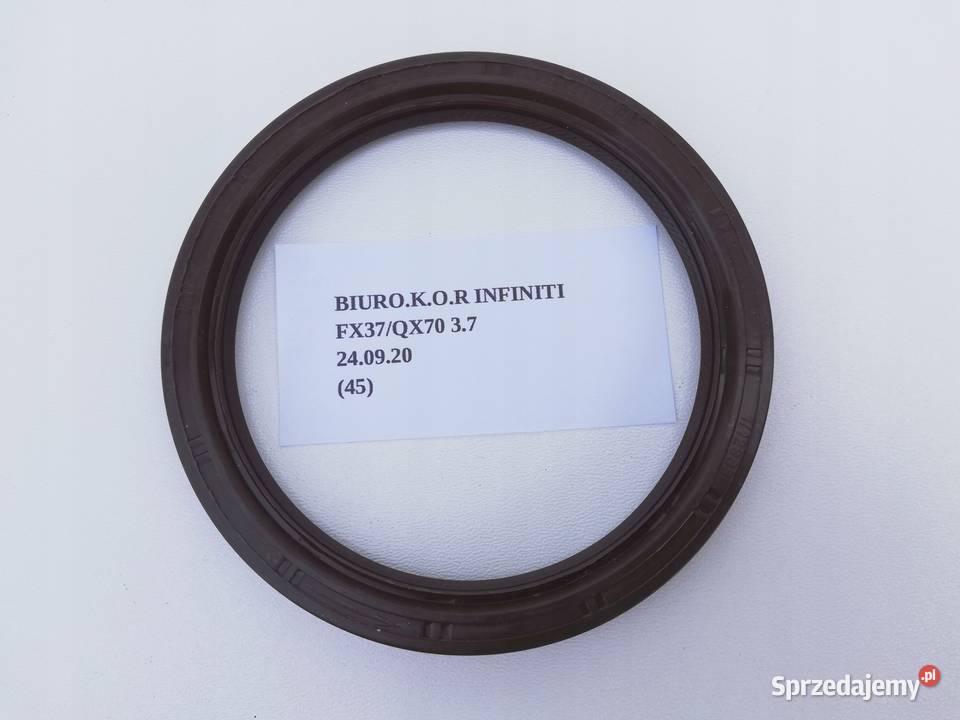 BIURO.K.O.R INFINITI
FX37/QX70 3.7
24.09.20
(45)
Sprzedajemy.pl